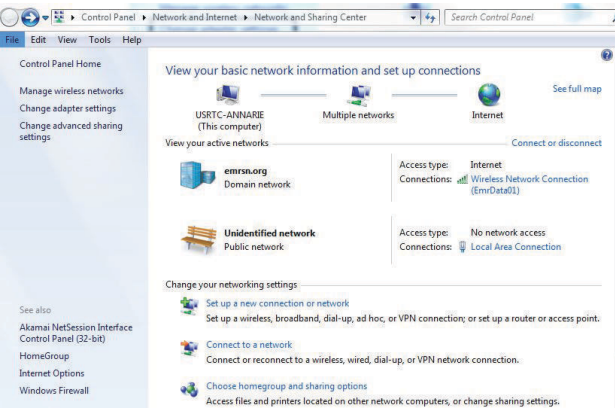 Control Panel ▸ Network and Internet ▸ Network and Sharing Center
Search Control Panel
File Edit View Tools Help
Control Panel Home
Manage wireless networks
Change adapter settings
Change advanced sharing
settings
See also
Akamai NetSession Interface
Control Panel (32-bit)
HomeGroup
Internet Options
Windows Firewall
View your basic network information and set up connections
See full map
USRTC-ANNARIE
(This computer)
Multiple networks
Internet
View your active networks
Connect or disconnect
emrsn.org
Domain network
Access type: Internet
Connections: Wireless Network Connection
(EmrData01)
Unidentified network
Public network
Access type: No network access
Connections: Local Area Connection
Change your networking settings
Set up a new connection or network
Set up a wireless, broadband, dial-up, ad hoc, or VPN connection; or set up a router or access point.
Connect to a network
Connect or reconnect to a wireless, wired, dial-up, or VPN network connection.
Choose homegroup and sharing options
Access files and printers located on other network computers, or change sharing settings.